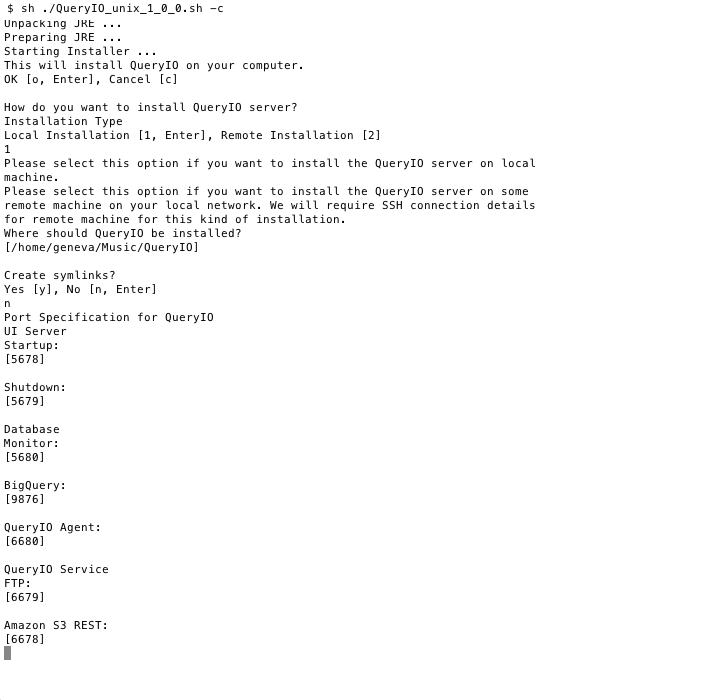 $ sh ./QueryIO_unix_1_0_0.sh -c
Unpacking JRE ...
Preparing JRE ...
Starting Installer ...
This will install QueryIO on your computer.
OK [o, Enter], Cancel [c]
How do you want to install QueryIO server?
Installation Type
Local Installation [1, Enter], Remote Installation [2]
1
Please select this option if you want to install the QueryIO server on local
machine.
Please select this option if you want to install the QueryIO server on some
remote machine on your local network. We will require SSH connection details
for remote machine for this kind of installation.
Where should QueryIO be installed?
[/home/geneva/Music/QueryIO]
Create symlinks?
Yes [y], No [n, Enter]
n
Port Specification for QueryIO
UI Server
Startup:
[5678]
Shutdown:
[5679]
Database
Monitor:
[5680]
BigQuery:
[9876]
QueryIO Agent:
[6680]
QueryIO Service
FTP:
[6679]
Amazon S3 REST:
[6678]